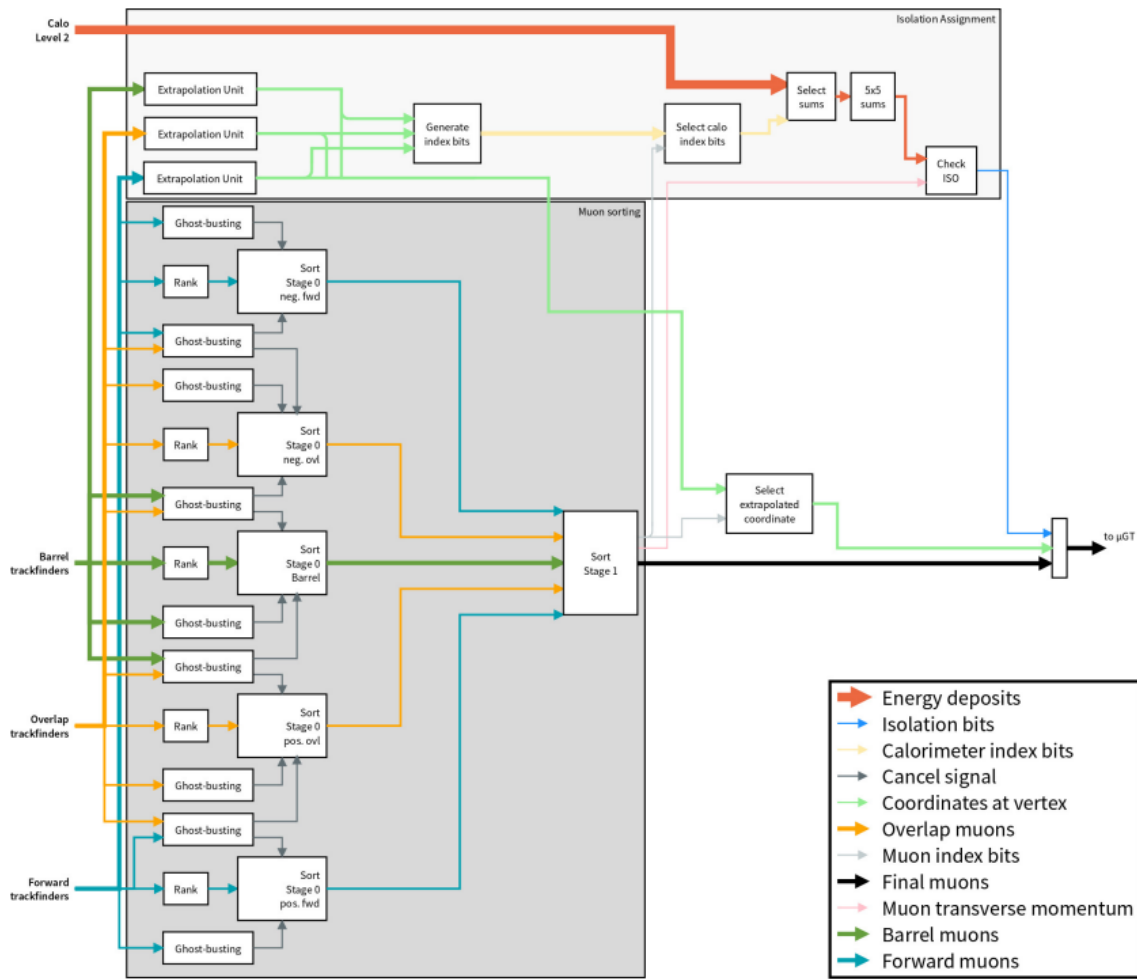 Calo
Level 2
Isolation Assignment
Extrapolation Unit
Extrapolation Unit
Extrapolation Unit
Generate
index bits
Select calo
index bits
Select
sums
5x5
sums
Check
ISO
Muon sorting
Ghost-busting
Rank
Sort
Stage 0
neg. fwd
Ghost-busting
Ghost-busting
Rank
Sort
Stage 0
neg. ovl
Ghost-busting
Barrel
trackfinders
Rank
Sort
Stage 0
Barrel
Ghost-busting
Ghost-busting
Overlap
trackfinders
Rank
Sort
Stage 0
pos. ovl
Ghost-busting
Ghost-busting
Forward
trackfinders
Rank
Sort
Stage 0
pos. fwd
Ghost-busting
Sort
Stage 1
Select
extrapolated
coordinate
to μGT
Energy deposits
Isolation bits
Calorimeter index bits
Cancel signal
Coordinates at vertex
Overlap muons
Muon index bits
Final muons
Muon transverse momentum
Barrel muons
Forward muons